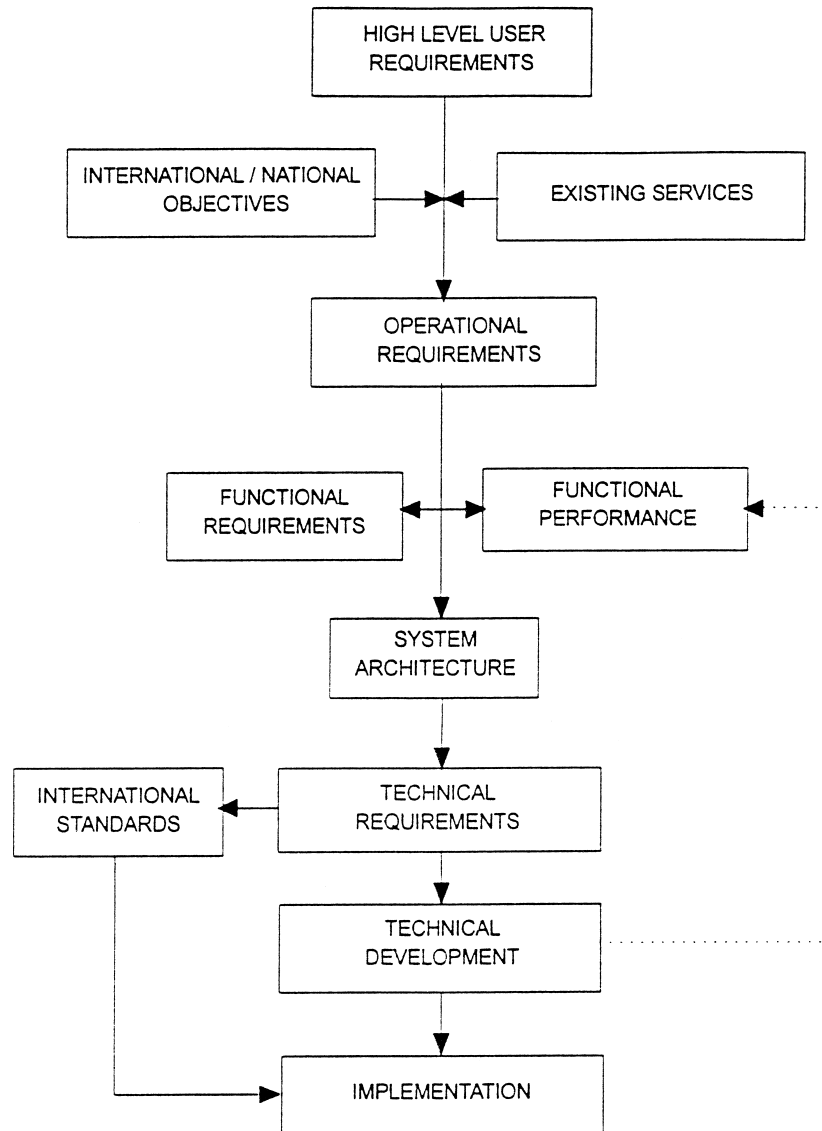 HIGH LEVEL USER
REQUIREMENTS
INTERNATIONAL / NATIONAL
OBJECTIVES
EXISTING SERVICES
OPERATIONAL
REQUIREMENTS
FUNCTIONAL
REQUIREMENTS
FUNCTIONAL
PERFORMANCE
SYSTEM
ARCHITECTURE
INTERNATIONAL
STANDARDS
TECHNICAL
REQUIREMENTS
TECHNICAL
DEVELOPMENT
IMPLEMENTATION